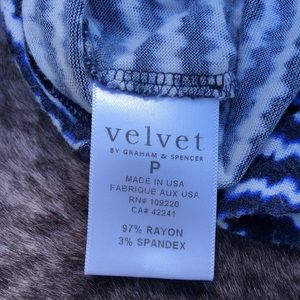 velvet
BY GRAHAM & SPENCER
P
MADE IN USA
FABRIQUE AUX USA
RN# 109220
CA# 42241
97% RAYON
3% SPANDEX